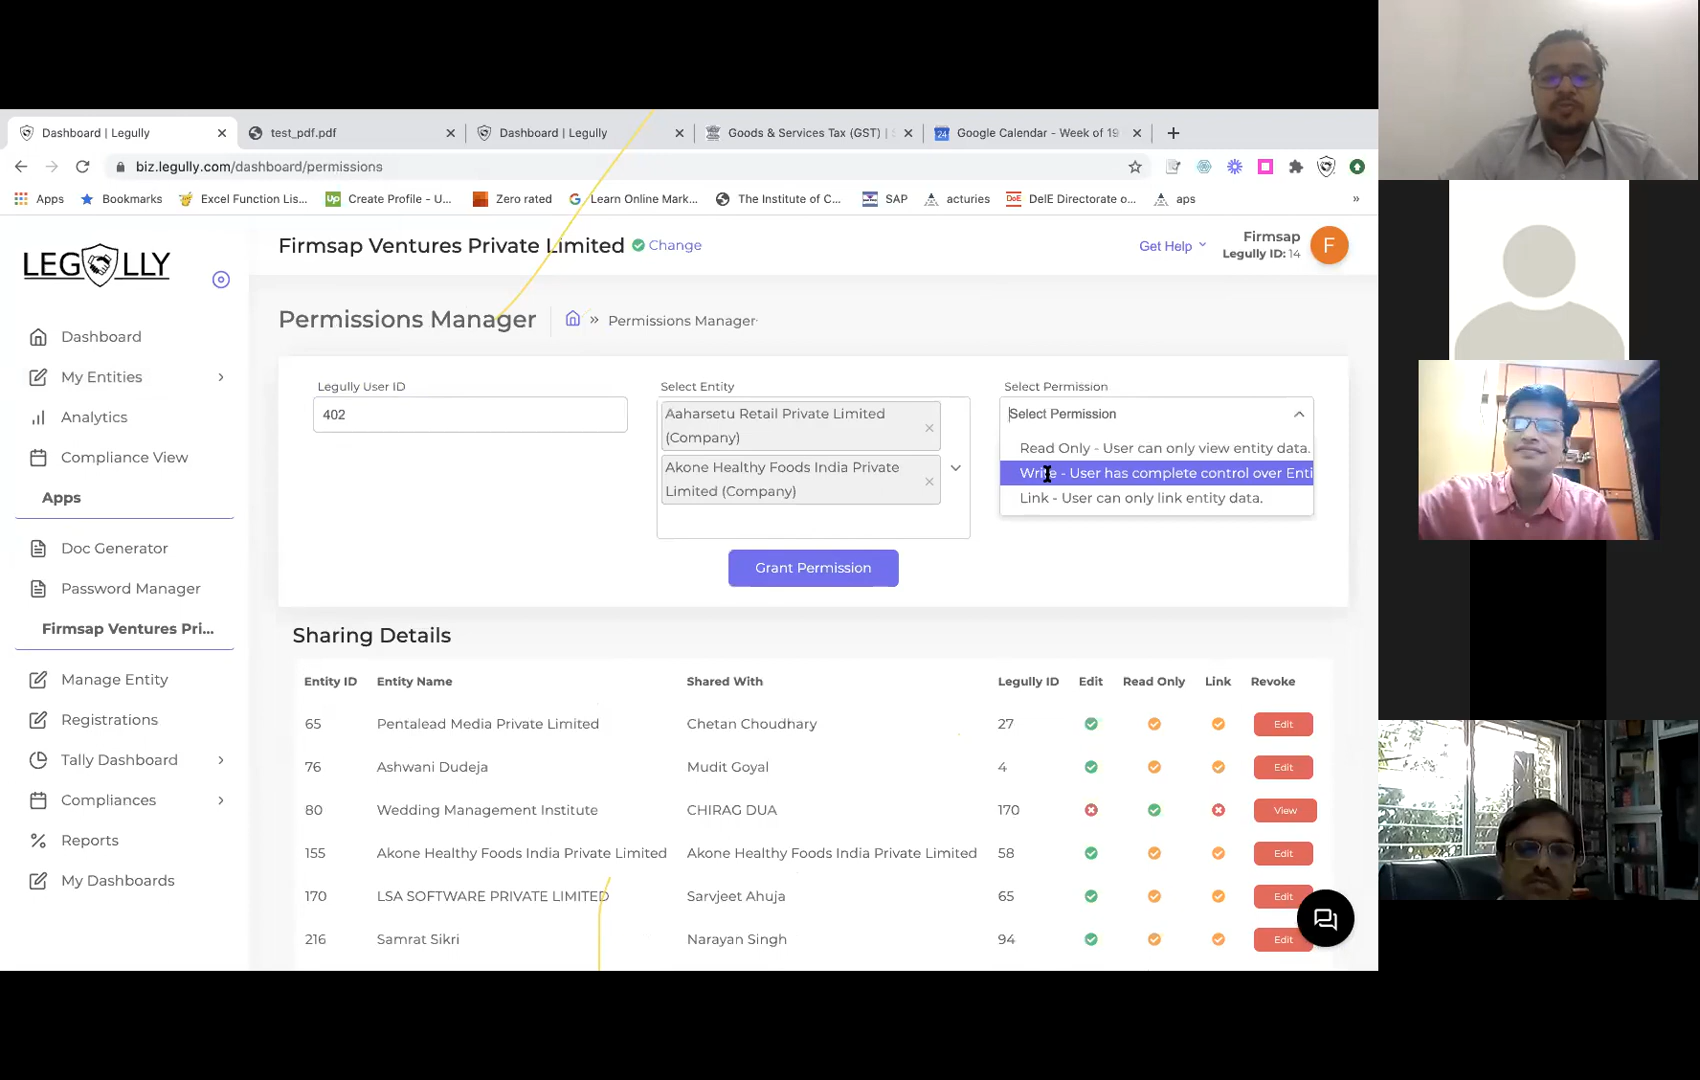 Dashboard | Legully
test_pdf.pdf
Dashboard | Legully
Goods & Services Tax (GST) |
Google Calendar - Week of 19
biz.legully.com/dashboard/permissions
Apps
Bookmarks
Excel Function Lis...
Create Profile - U...
Zero rated
Learn Online Mark...
The Institute of C...
SAP
acturies
DelE Directorate o...
aps
»
LEGULLY
Firmsap Ventures Private Limited
Change
Get Help
Firmsap
Legully ID: 14
F
Dashboard
My Entities
Analytics
Compliance View
Apps
Doc Generator
Password Manager
Firmsap Ventures Pri...
Manage Entity
Registrations
Tally Dashboard
Compliances
Reports
My Dashboards
Permissions Manager
» Permissions Manager
Legully User ID
402
Select Entity
Aaharsetu Retail Private Limited
(Company)
Akone Healthy Foods India Private
Limited (Company)
Select Permission
Select Permission
Read Only - User can only view entity data.
Write - User has complete control over Enti
Link - User can only link entity data.
Grant Permission
Sharing Details
Entity ID Entity Name Shared With Legully ID Edit Read Only Link Revoke
65 Pentalead Media Private Limited Chetan Choudhary 27 Edit
76 Ashwani Dudeja Mudit Goyal 4 Edit
80 Wedding Management Institute CHIRAG DUA 170 View
155 Akone Healthy Foods India Private Limited Akone Healthy Foods India Private Limited 58 Edit
170 LSA SOFTWARE PRIVATE LIMITED Sarvjeet Ahuja 65 Edit
216 Samrat Sikri Narayan Singh 94 Edit